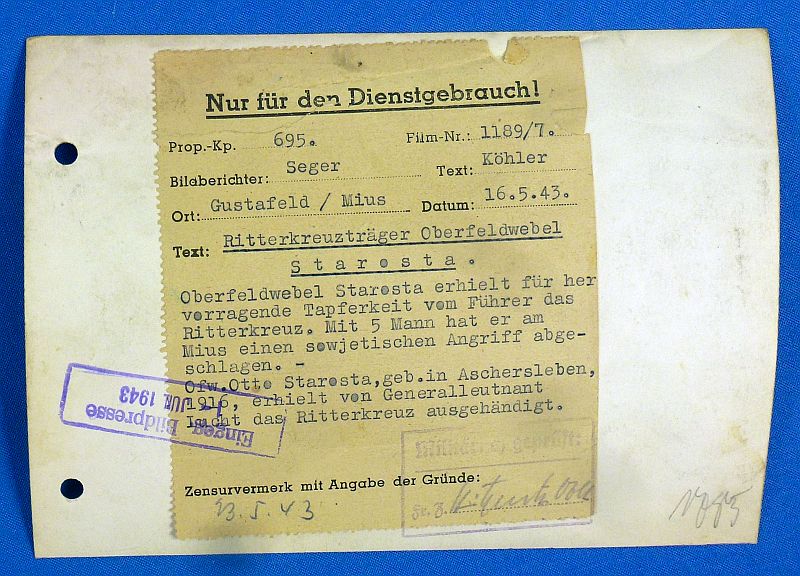 Nur für den Dienstgebrauch!
Prop.-Kp. 695. Film-Nr.: 1189/7.
Bildberichter: Seger Text: Köhler
Ort: Gustafeld / Mius Datum: 16.5.43.
Text: Ritterkreuzträger Oberfeldwebel
Starosta.
Oberfeldwebel Starosta erhielt für her
vorragende Tapferkeit vom Führer das
Ritterkreuz. Mit 5 Mann hat er am
Mius einen sowjetischen Angriff abge-
schlagen. -
Ofw.Otto Starosta,geb.in Aschersleben,
1916, erhielt von Generalleutnant
Lucht das Ritterkreuz ausgehändigt.
Einges Bildpresse
JUN. 1943
Zensurvermerk mit Angabe der Gründe:
23.5.43